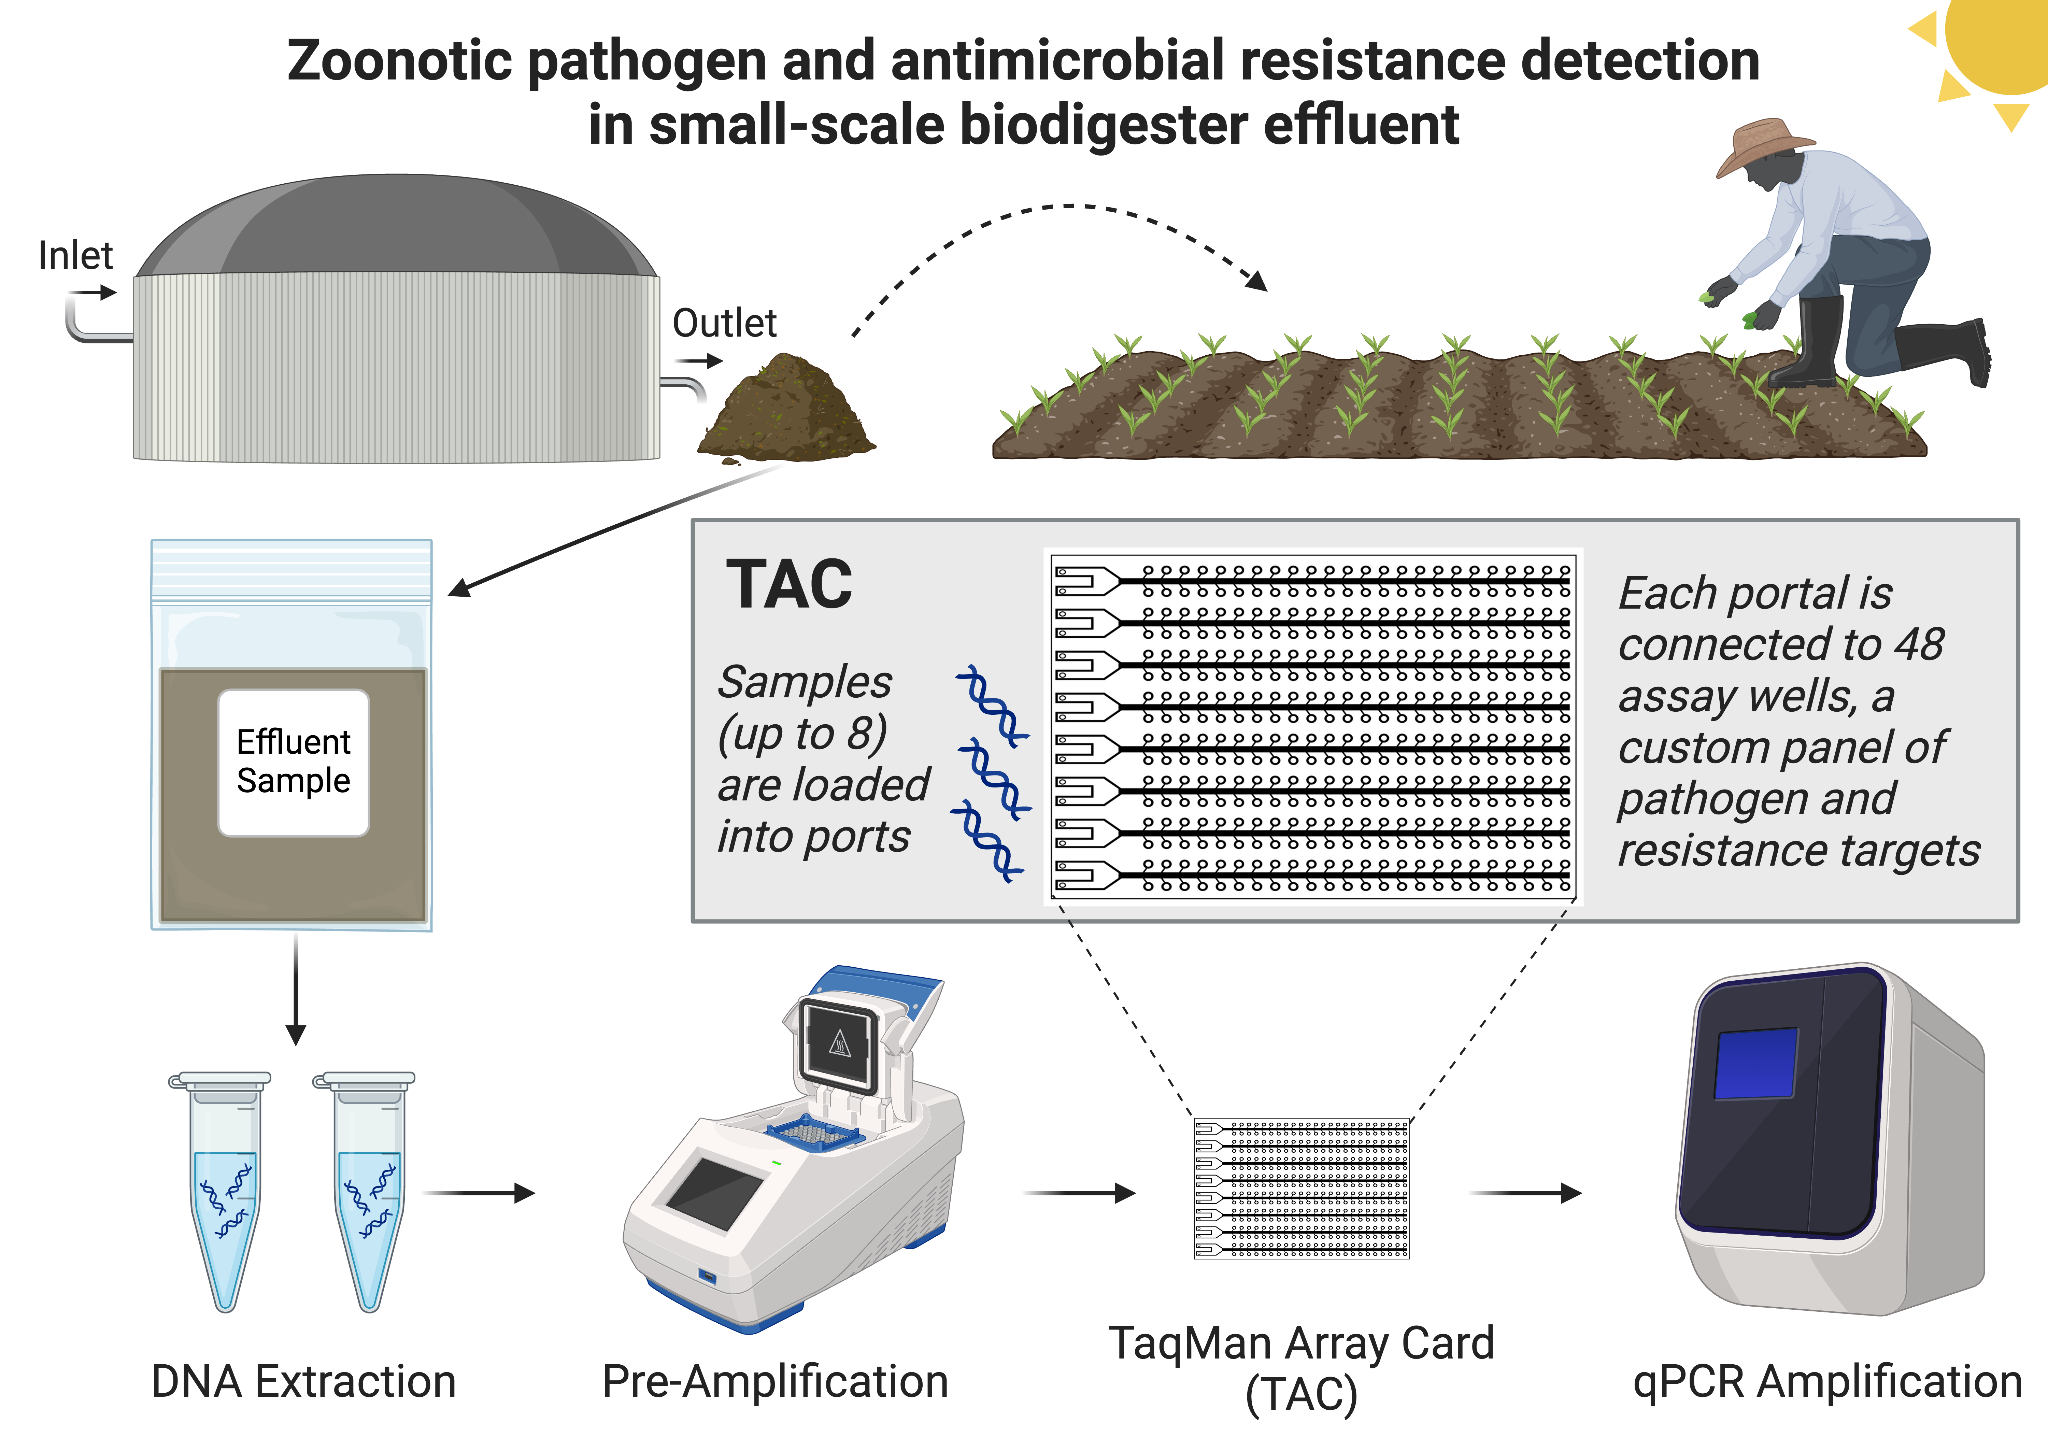 Zoonotic pathogen and antimicrobial resistance detection
in small-scale biodigester effluent
Inlet
Outlet
Effluent
Sample
TAC
Samples
(up to 8)
are loaded
into ports
Each portal is
connected to 48
assay wells, a
custom panel of
pathogen and
resistance targets
DNA Extraction
Pre-Amplification
TaqMan Array Card
(TAC)
qPCR Amplification